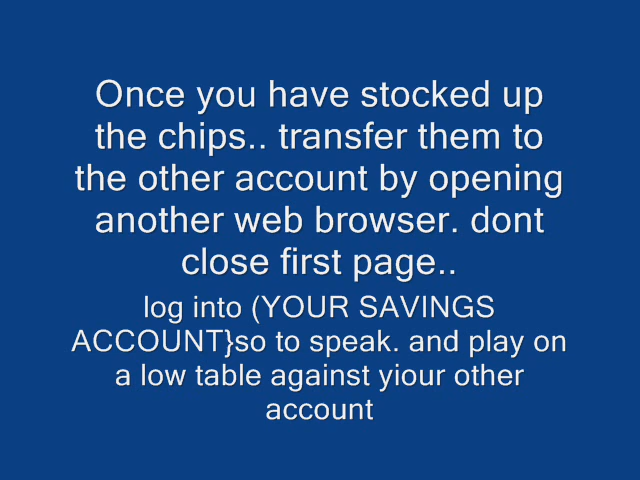 Once you have stocked up
the chips.. transfer them to
the other account by opening
another web browser. dont
close first page..
log into (YOUR SAVINGS
ACCOUNT}so to speak. and play on
a low table against yiour other
account